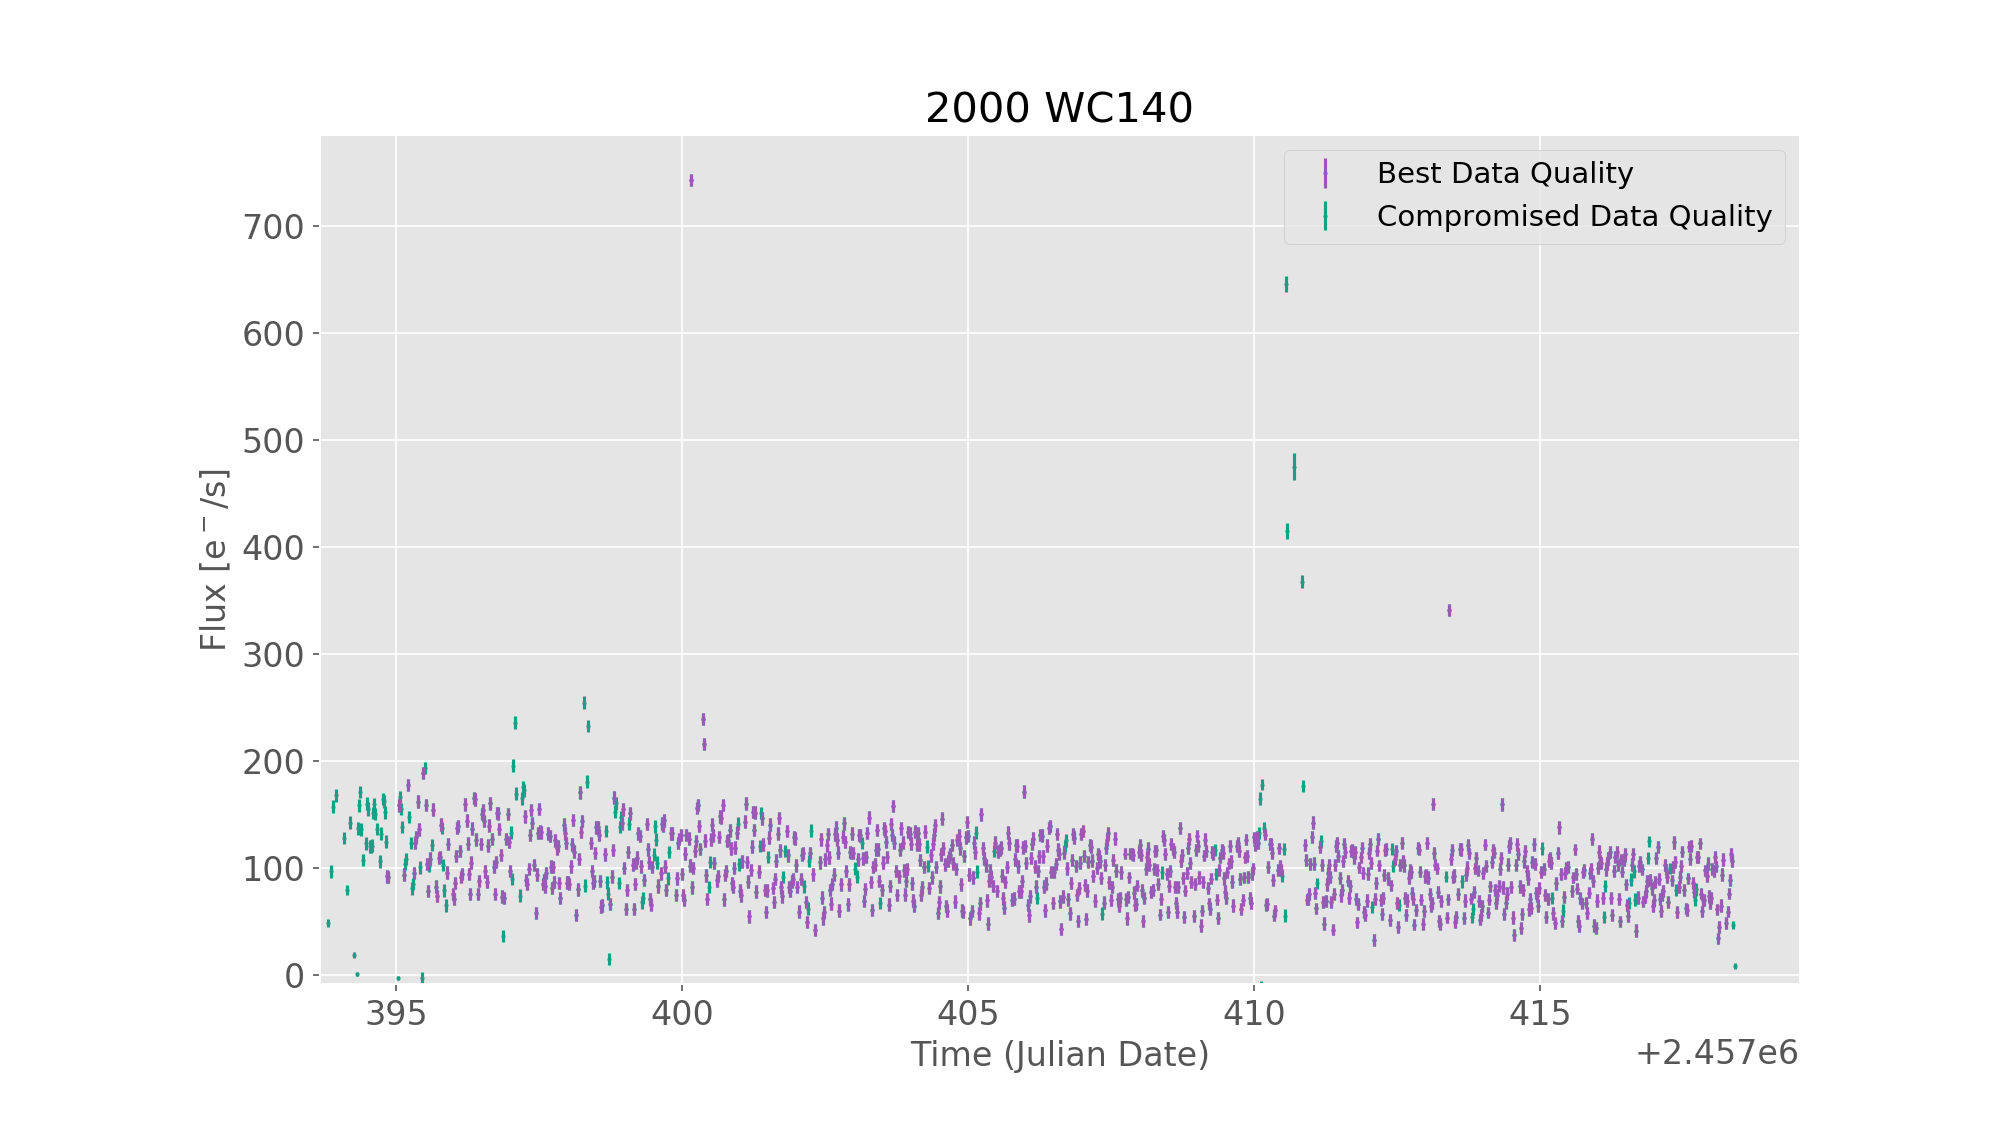 2000 WC140
Best Data Quality
Compromised Data Quality
700
600
500
400
300
200
100
0
Flux [e⁻/s]
395 400 405 410 415
+2.457e6
Time (Julian Date)